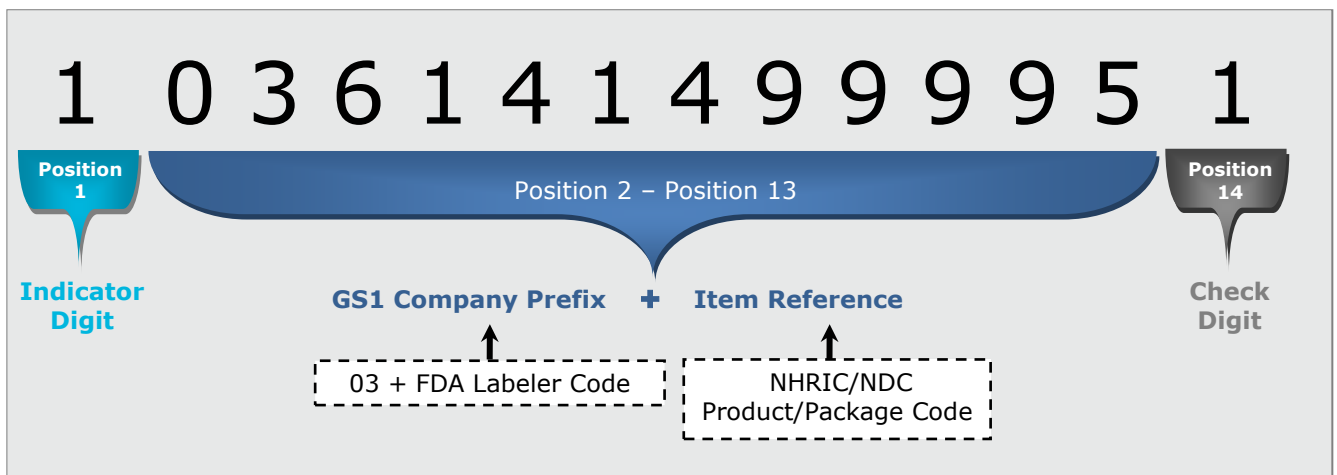 1 0 3 6 1 4 1 4 9 9 9 9 5 1
Position
1
Position 2 – Position 13
Position
14
Indicator
Digit
GS1 Company Prefix + Item Reference
Check
Digit
03 + FDA Labeler Code
NHRIC/NDC
Product/Package Code